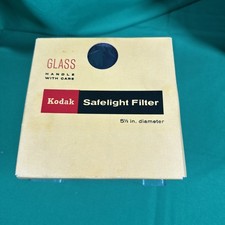 GLASS
HANDLE
WITH CARE
Kodak Safelight Filter
5½ in. diameter